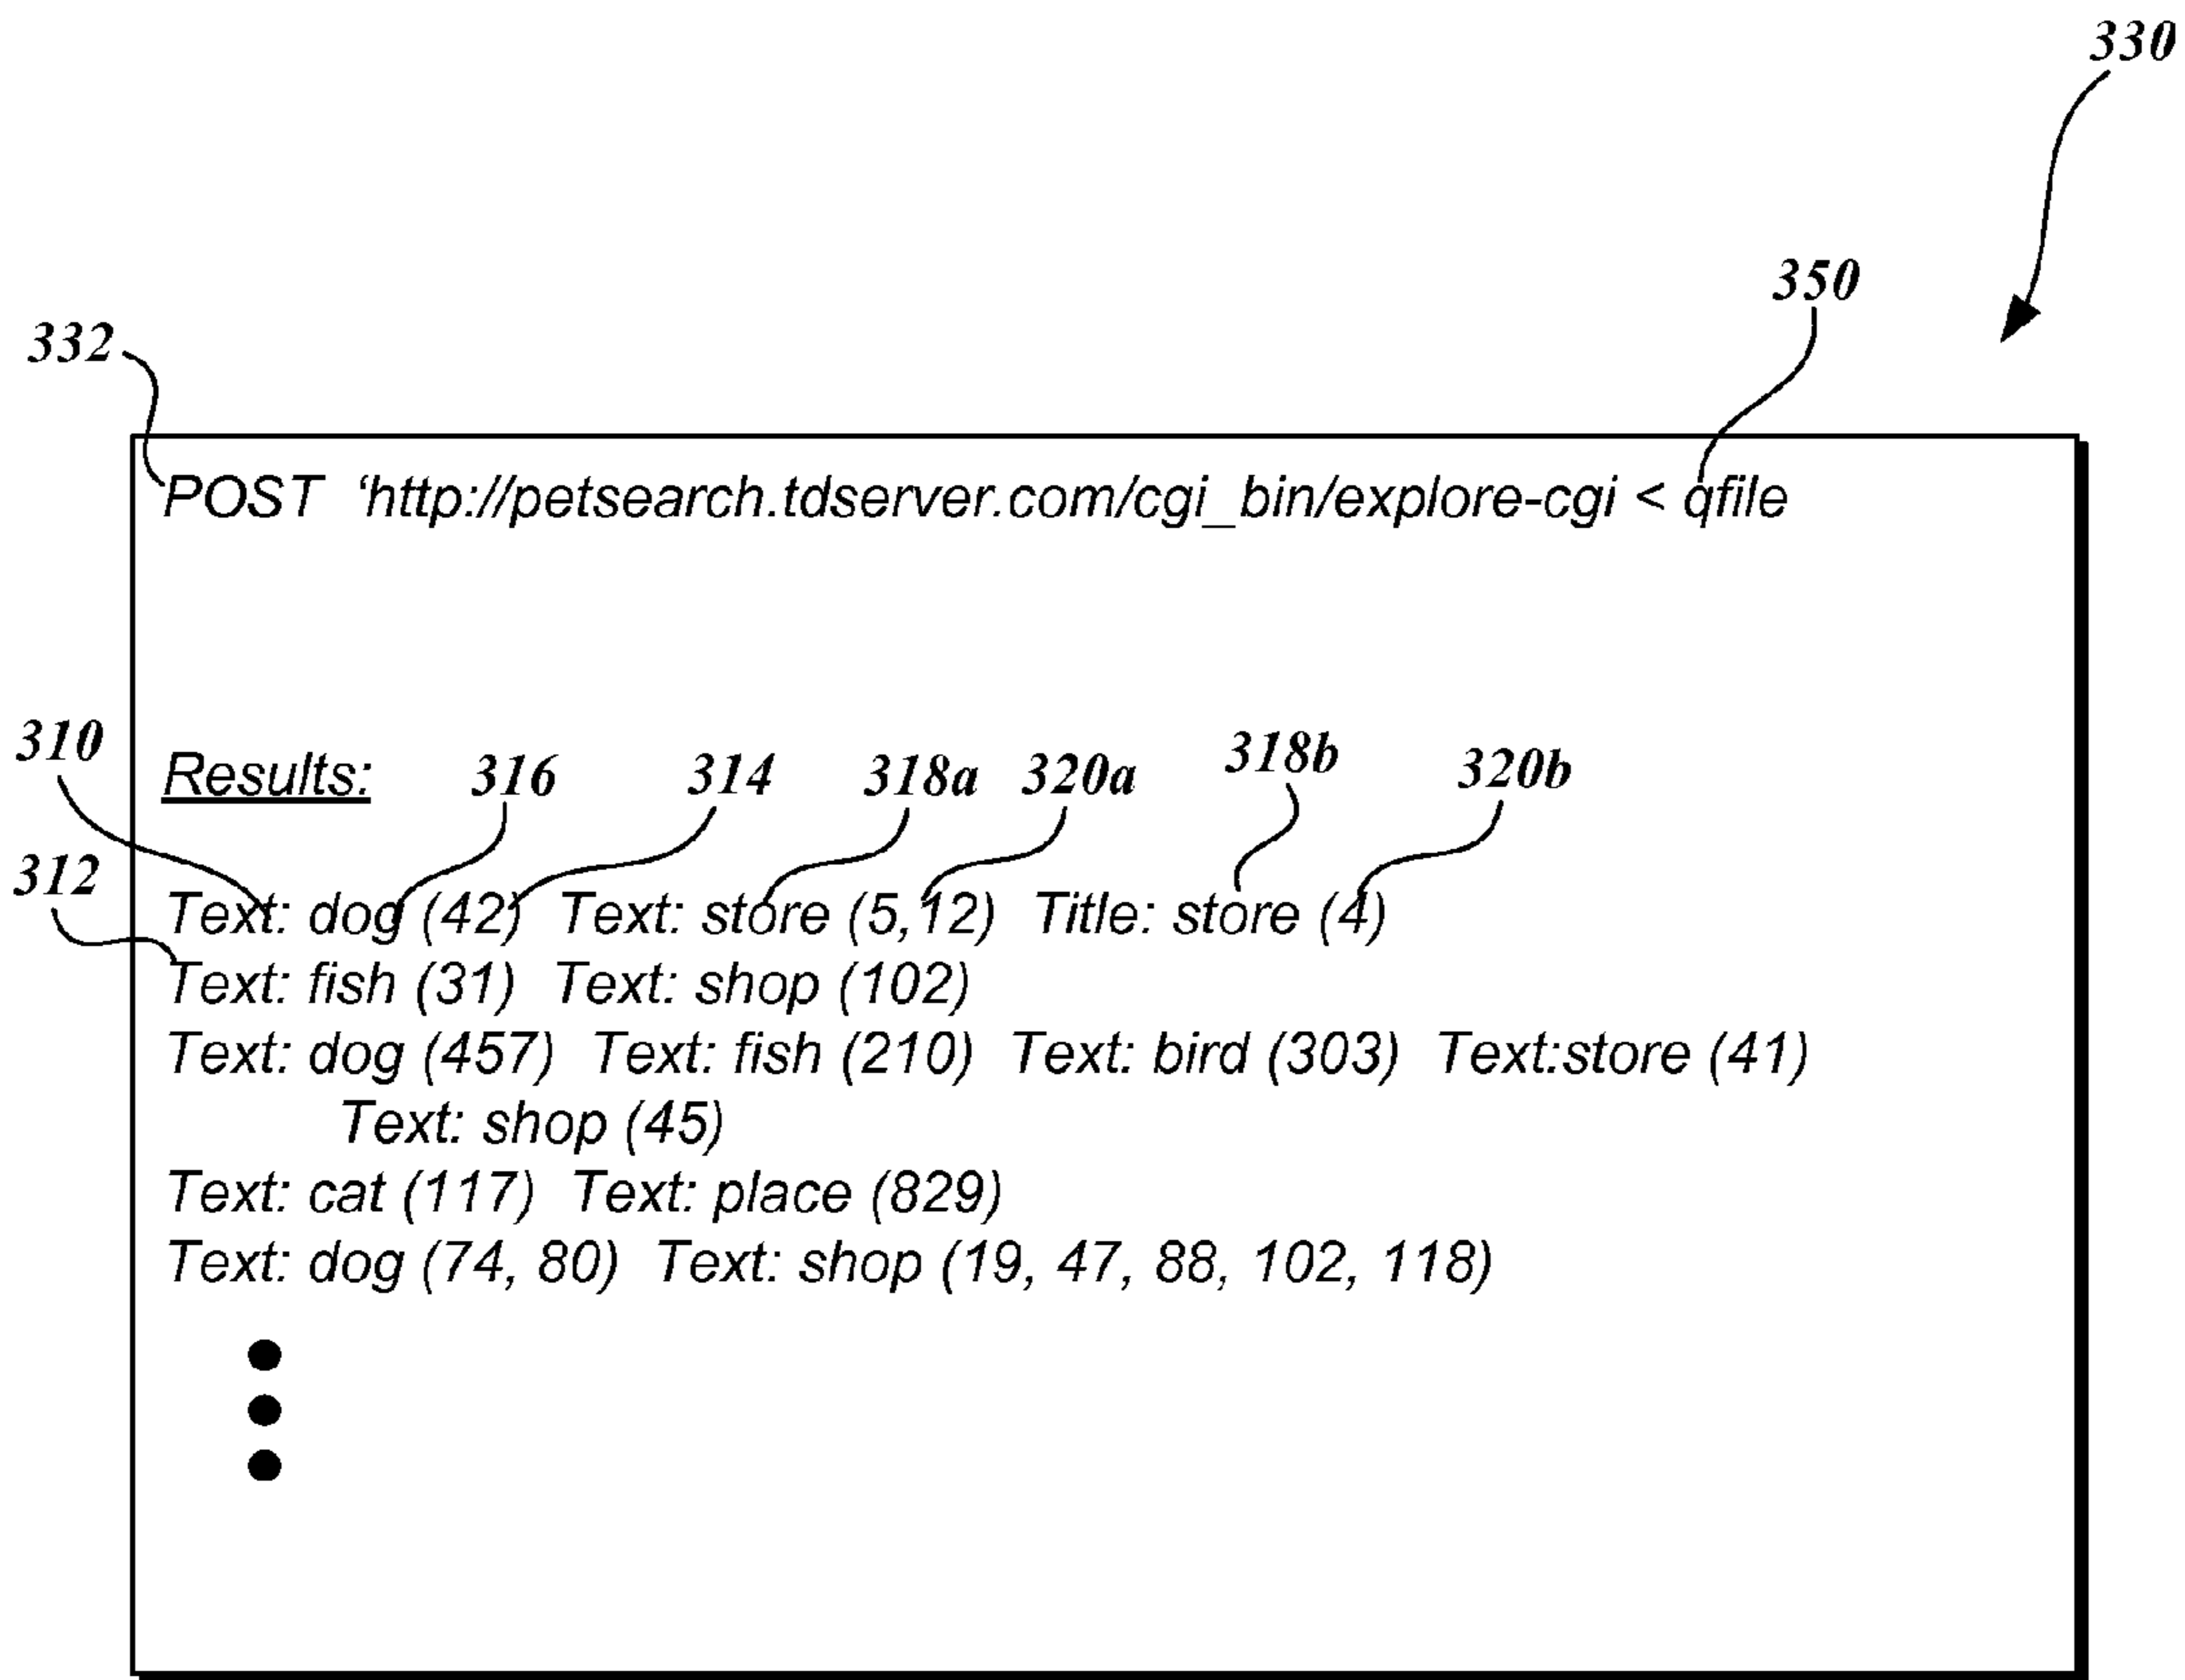 330
350
332
POST ‘http://petsearch.tdserver.com/cgi_bin/explore-cgi < qfile
310
Results:
316
314
318a
320a
318b
320b
312
Text: dog (42) Text: store (5,12) Title: store (4)
Text: fish (31) Text: shop (102)
Text: dog (457) Text: fish (210) Text: bird (303) Text:store (41)
Text: shop (45)
Text: cat (117) Text: place (829)
Text: dog (74, 80) Text: shop (19, 47, 88, 102, 118)